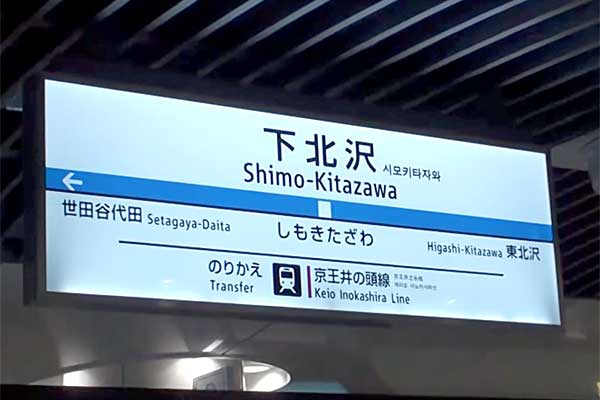 下北沢 시모키타자와
Shimo-Kitazawa
世田谷代田 Setagaya-Daita
しもきたざわ
Higashi-Kitazawa 東北沢
のりかえ 京王井の頭線
Transfer Keio Inokashira Line